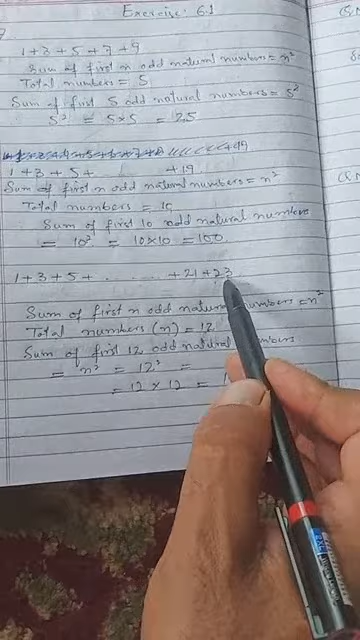 Exercise: 6.1
1+3+5+7+9
Sum of first n odd natural numbers = n²
Total numbers = 5
Sum of first 5 odd natural numbers = 5²
5² = 5×5 = 25
1+3+5+ +19
Sum of first n odd natural numbers = n²
Total numbers = 10
Sum of first 10 odd natural numbers
= 10² = 10×10 = 100
1+3+5+ . . . . . . . +21+23
Sum of first n odd natural numbers = n²
Total numbers (n) = 12
Sum of first 12 odd natural numbers
= n² = 12² =
= 12 × 12 =